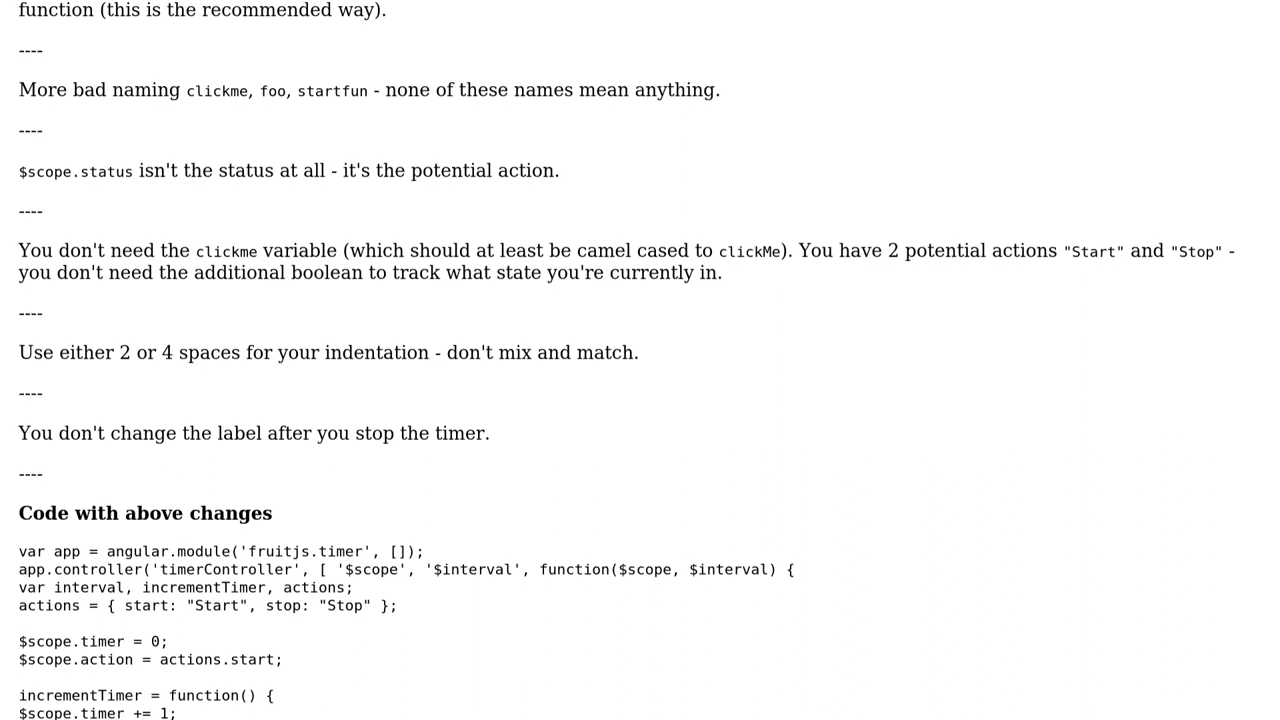 function (this is the recommended way).
----
More bad naming clickme, foo, startfun - none of these names mean anything.
----
$scope.status isn't the status at all - it's the potential action.
----
You don't need the clickme variable (which should at least be camel cased to clickMe). You have 2 potential actions "Start" and "Stop" -
you don't need the additional boolean to track what state you're currently in.
----
Use either 2 or 4 spaces for your indentation - don't mix and match.
----
You don't change the label after you stop the timer.
----
Code with above changes
var app = angular.module('fruitjs.timer', []);
app.controller('timerController', [ '$scope', '$interval', function($scope, $interval) {
var interval, incrementTimer, actions;
actions = { start: "Start", stop: "Stop" };
$scope.timer = 0;
$scope.action = actions.start;
incrementTimer = function() {
$scope.timer += 1;